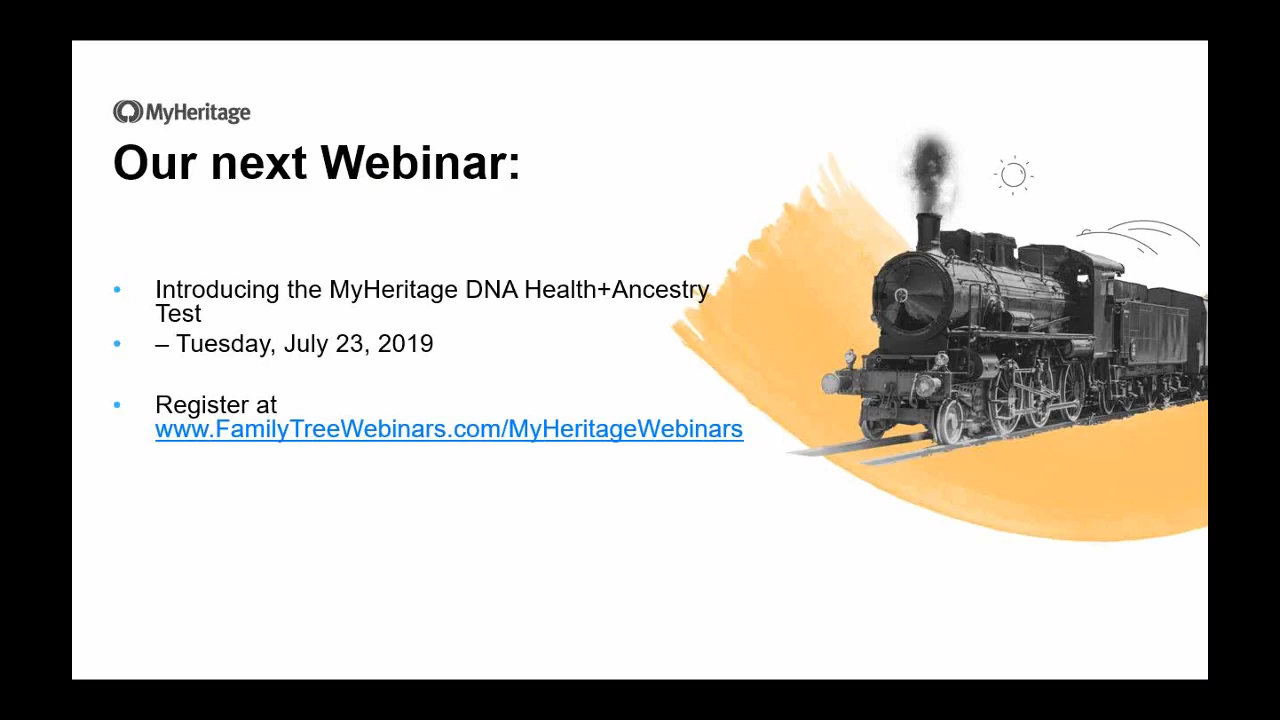 MyHeritage
Our next Webinar:
• Introducing the MyHeritage DNA Health+Ancestry
Test
• – Tuesday, July 23, 2019
• Register at
www.FamilyTreeWebinars.com/MyHeritageWebinars